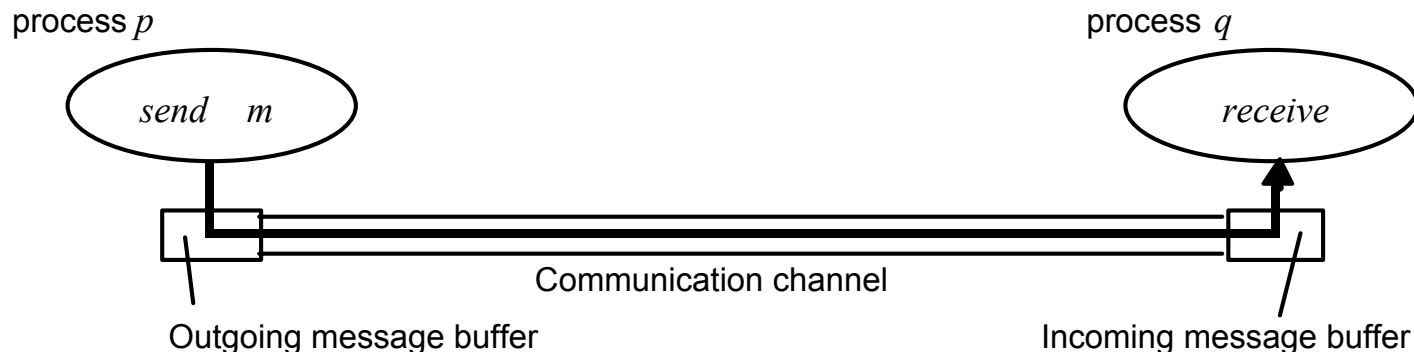 process p
process q
send m
receive
Communication channel
Outgoing message buffer
Incoming message buffer